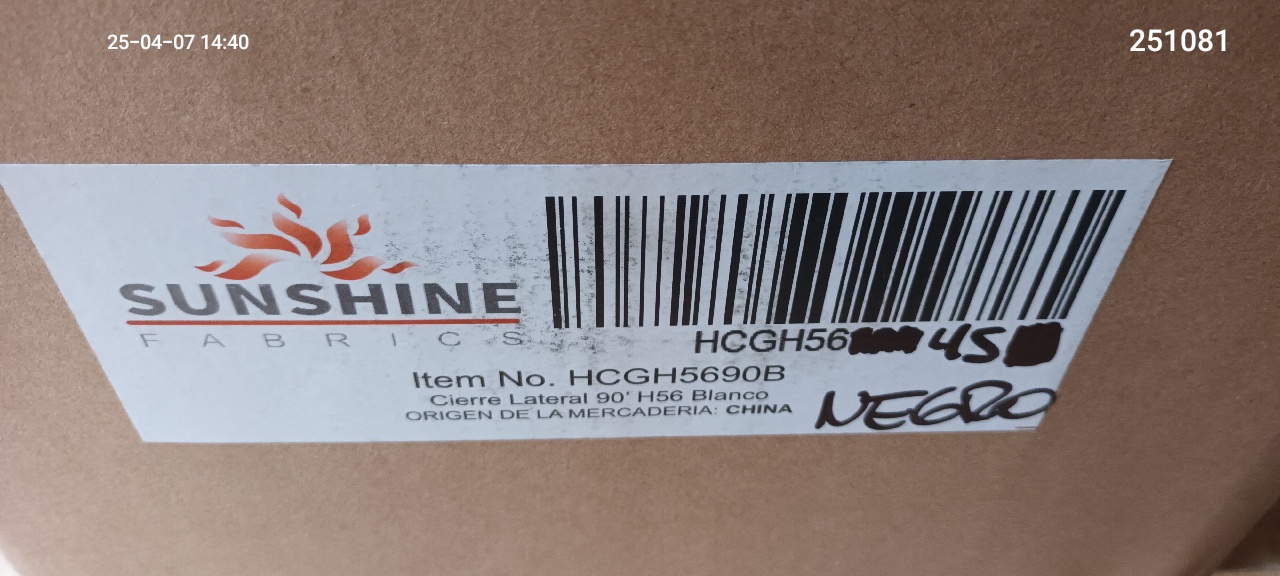 25-04-07 14:40
251081
SUNSHINE
FABRICS
HCGH56 45
Item No. HCGH5690B
Cierre Lateral 90' H56 Blanco
ORIGEN DE LA MERCADERIA: CHINA
NEGRO